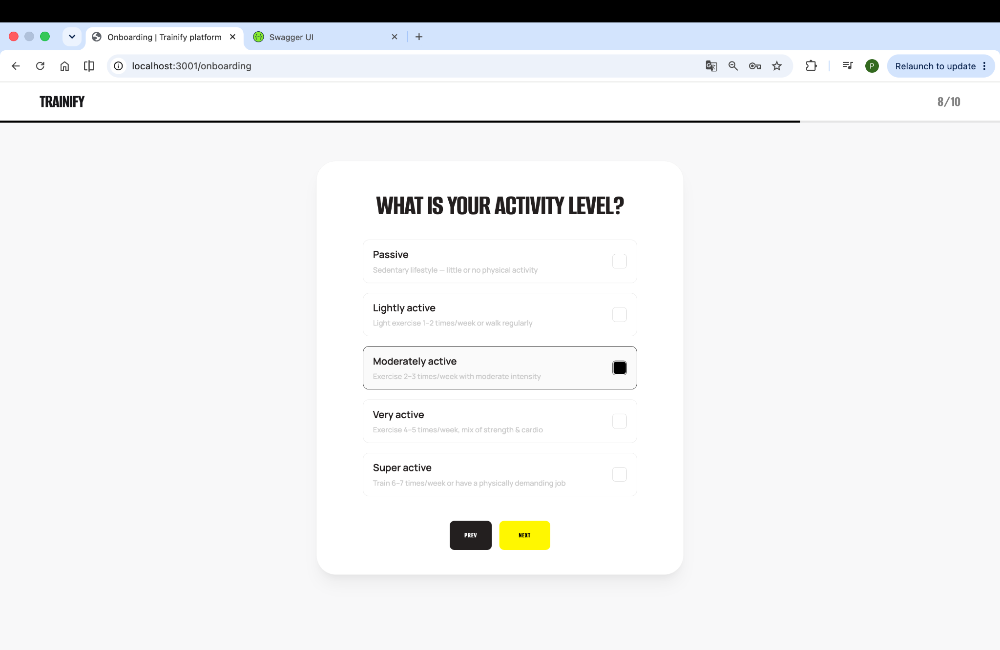 Onboarding | Trainify platform
Swagger UI
localhost:3001/onboarding
P
Relaunch to update
TRAINIFY
8/10
WHAT IS YOUR ACTIVITY LEVEL?
Passive
Sedentary lifestyle — little or no physical activity
Lightly active
Light exercise 1–2 times/week or walk regularly
Moderately active
Exercise 2–3 times/week with moderate intensity
Very active
Exercise 4–5 times/week, mix of strength & cardio
Super active
Train 6–7 times/week or have a physically demanding job
PREV
NEXT